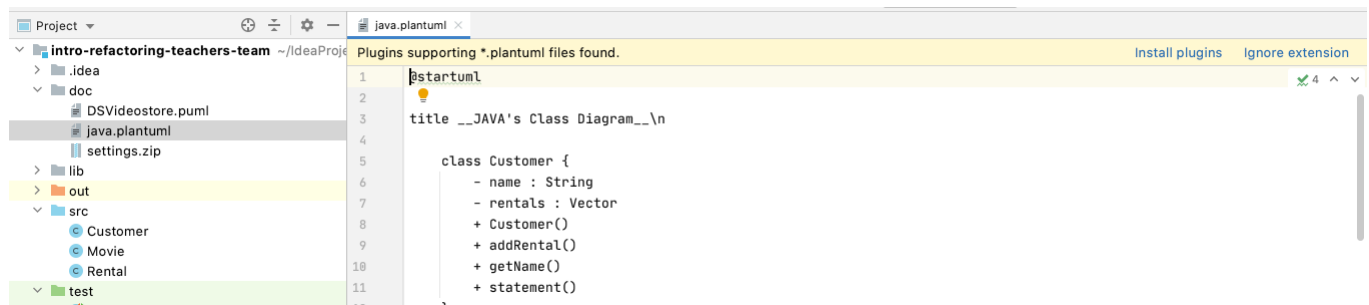 Project
java.plantuml
intro-refactoring-teachers-team ~/IdeaProje
.idea
doc
DSVideostore.puml
java.plantuml
settings.zip
lib
out
src
Customer
Movie
Rental
test
Plugins supporting *.plantuml files found. Install plugins Ignore extension
1 @startuml 4
2
3 title __JAVA's Class Diagram__\n
4
5 class Customer {
6 - name : String
7 - rentals : Vector
8 + Customer()
9 + addRental()
10 + getName()
11 + statement()